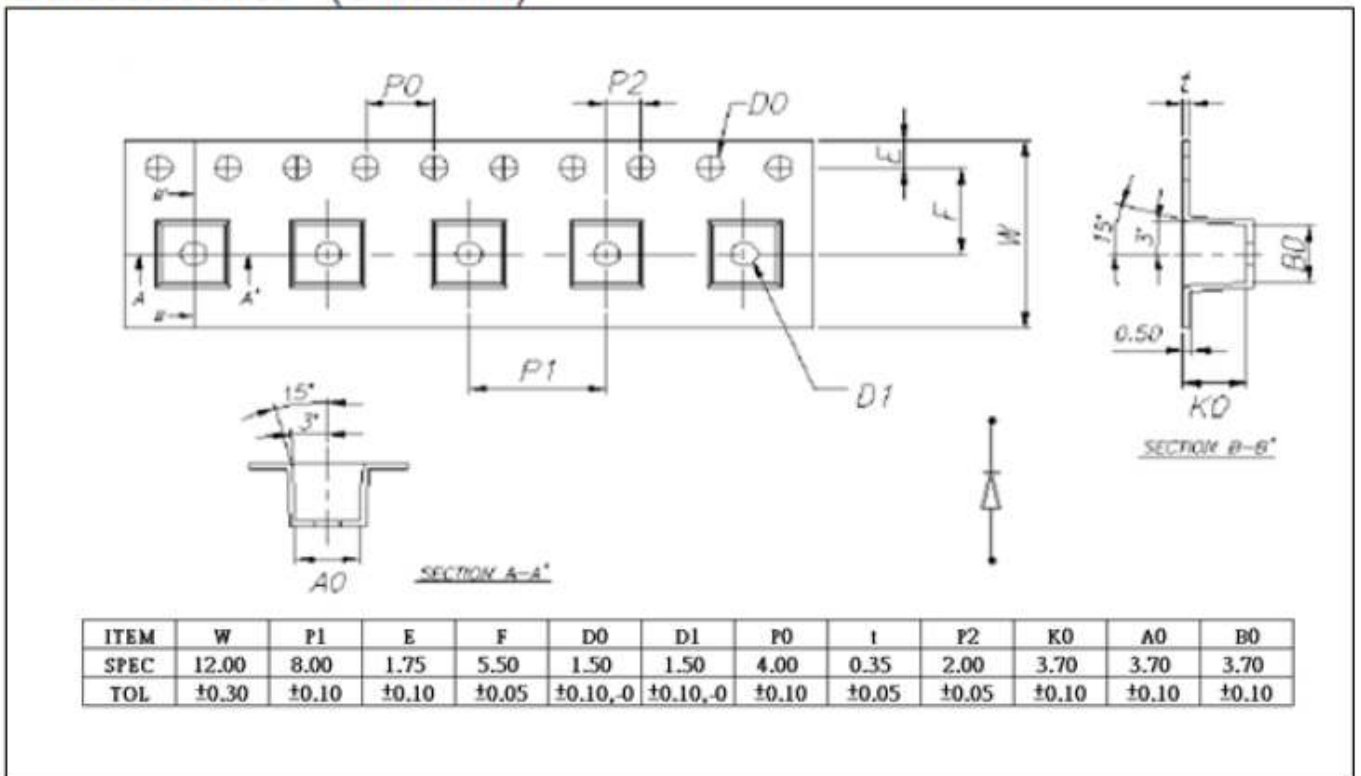 P0 P2 D0 t
E
F W 15° 3° B0
A A'
0.50
P1 D1 K0
SECTION B-B'
15°
3°
A0 SECTION A-A'
ITEM W P1 E F D0 D1 P0 t P2 K0 A0 B0
SPEC 12.00 8.00 1.75 5.50 1.50 1.50 4.00 0.35 2.00 3.70 3.70 3.70
TOL ±0.30 ±0.10 ±0.10 ±0.05 ±0.10,-0 ±0.10,-0 ±0.10 ±0.05 ±0.05 ±0.10 ±0.10 ±0.10